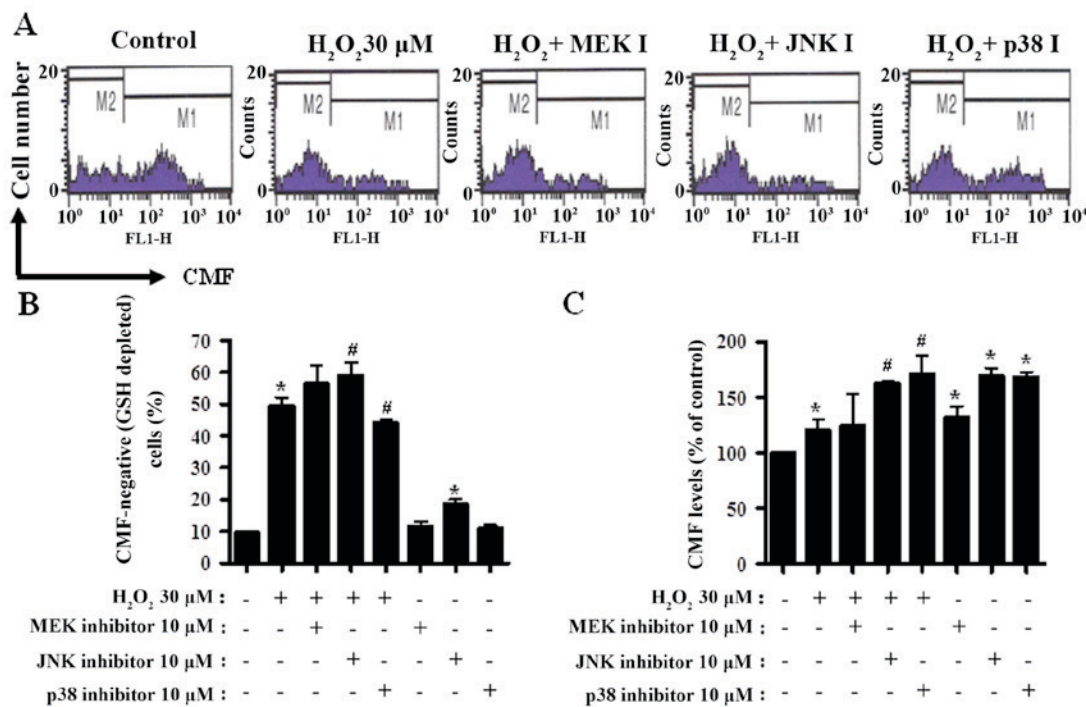 A
Control
H₂O₂30 μM
H₂O₂+ MEK I
H₂O₂+ JNK I
H₂O₂+ p38 I
Cell number
20
10
0
M2
M1
10⁰ 10¹ 10² 10³ 10⁴
FL1-H
Counts
20
10
0
M2
M1
10⁰ 10¹ 10² 10³ 10⁴
FL1-H
Counts
20
10
0
M2
M1
10⁰ 10¹ 10² 10³ 10⁴
FL1-H
Counts
20
10
0
M2
M1
10⁰ 10¹ 10² 10³ 10⁴
FL1-H
Counts
20
10
0
M2
M1
10⁰ 10¹ 10² 10³ 10⁴
FL1-H
CMF
B
CMF-negative (GSH depleted)
cells (%)
70
60
50
40
30
20
10
0
* # # *
H₂O₂ 30 μM : - + + + + - - -
MEK inhibitor 10 μM : - - + - - + - -
JNK inhibitor 10 μM : - - - + - - + -
p38 inhibitor 10 μM : - - - - + - - +
C
CMF levels (% of control)
200
150
100
50
0
* # # * * *
H₂O₂ 30 μM : - + + + + - - -
MEK inhibitor 10 μM : - - + - - + - -
JNK inhibitor 10 μM : - - - + - - + -
p38 inhibitor 10 μM : - - - - + - - +